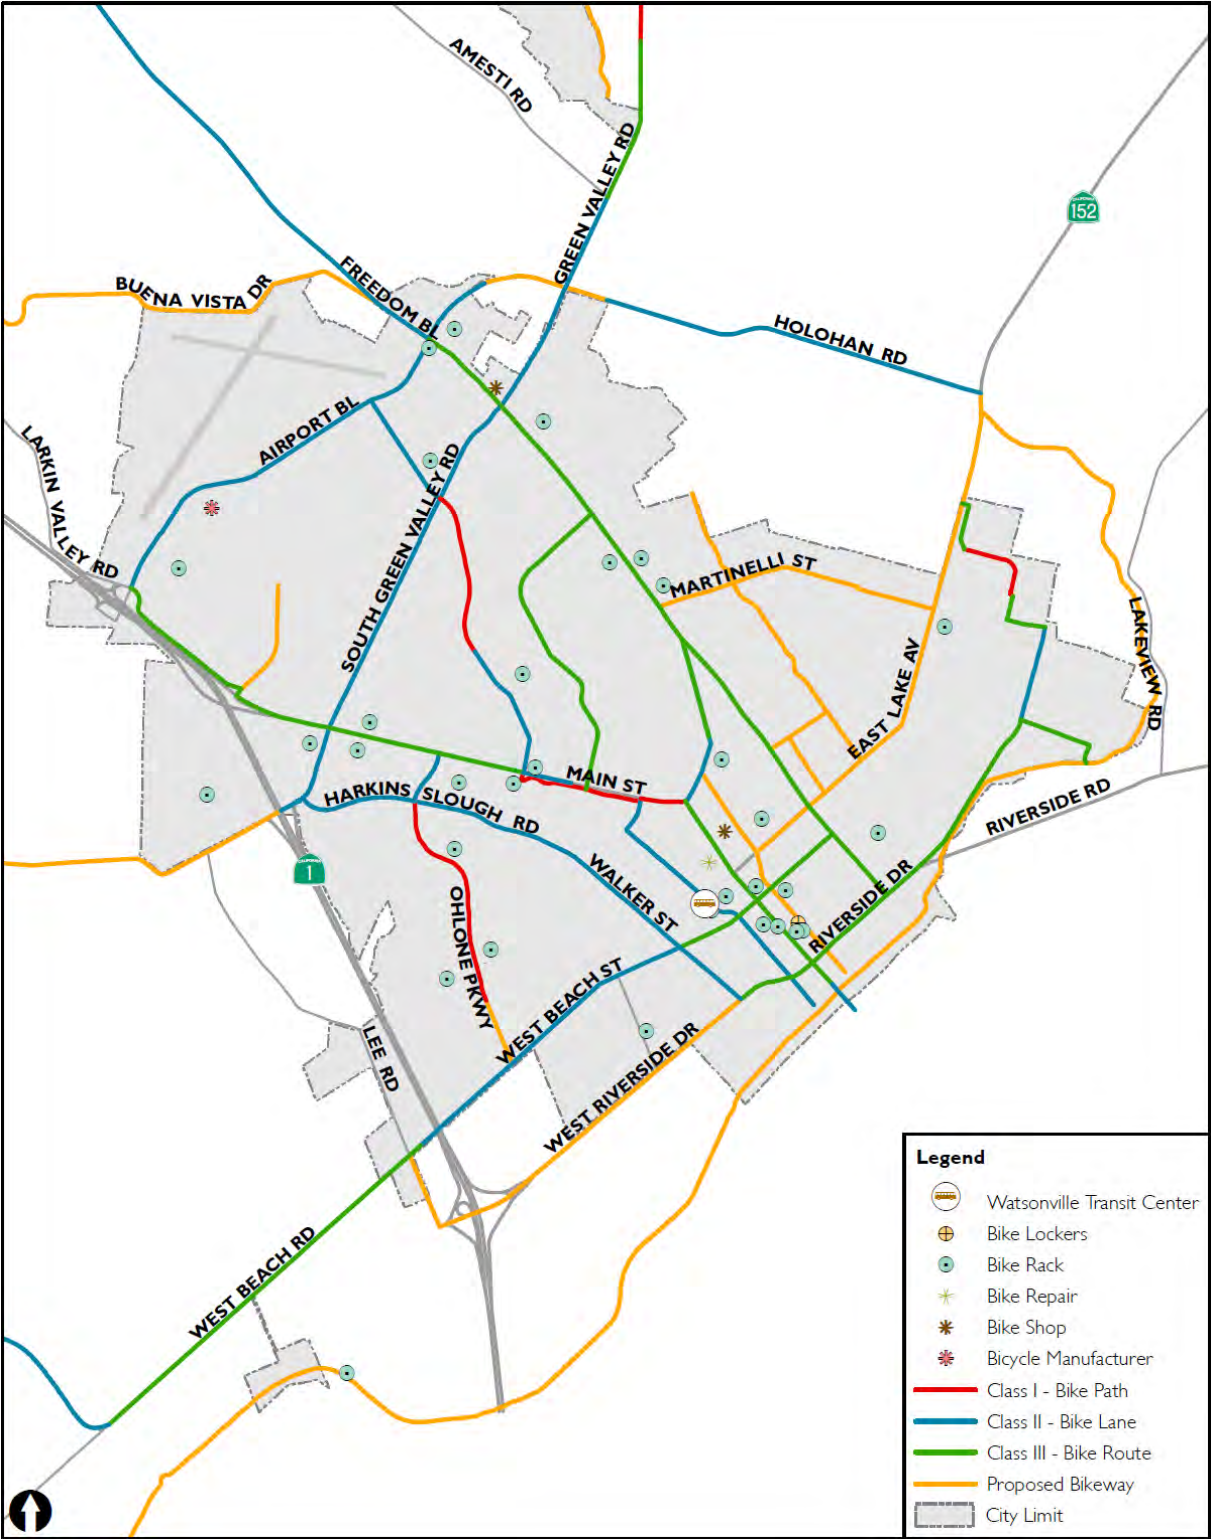 AMESTI RD
GREEN VALLEY RD
CALIFORNIA
152
BUENA VISTA DR
FREEDOM BL
HOLOHAN RD
AIRPORT BL
LARKIN VALLEY RD
SOUTH GREEN VALLEY RD
MARTINELLI ST
LAKEVIEW RD
EAST LAKE AV
MAIN ST
HARKINS SLOUGH RD
RIVERSIDE RD
CALIFORNIA
1
WALKER ST
OHLONE PKWY
RIVERSIDE DR
WEST BEACH ST
LEE RD
WEST RIVERSIDE DR
WEST BEACH RD
Legend
Watsonville Transit Center
Bike Lockers
Bike Rack
Bike Repair
Bike Shop
Bicycle Manufacturer
Class I - Bike Path
Class II - Bike Lane
Class III - Bike Route
Proposed Bikeway
City Limit